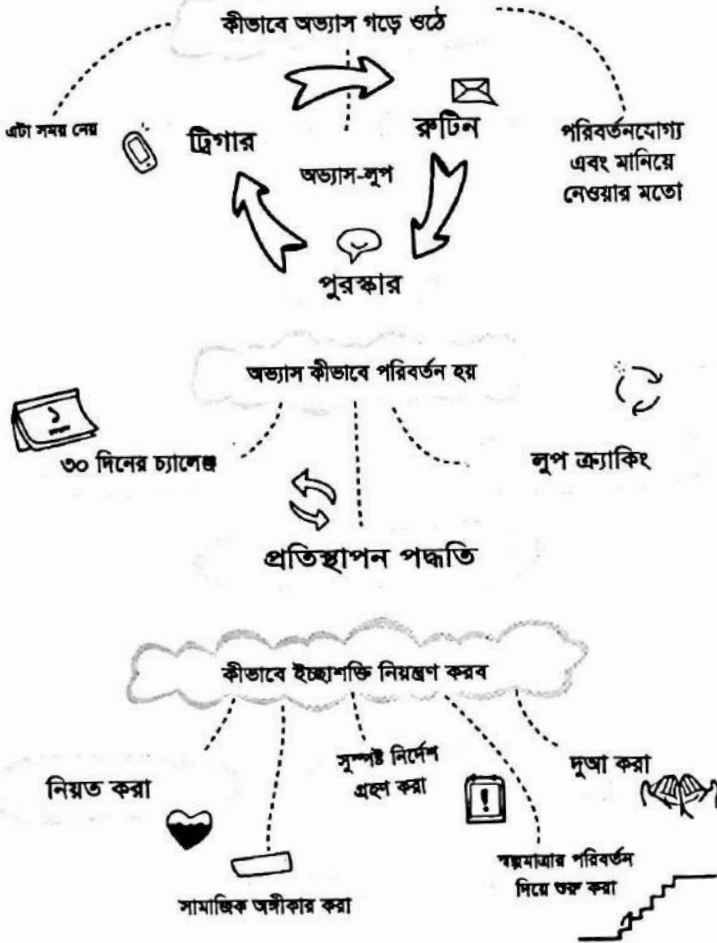 কীভাবে অভ্যাস গড়ে ওঠে
এটা সময় নেয়
ট্রিগার
রুটিন
পরিবর্তনযোগ্য
এবং মানিয়ে
নেওয়ার মতো
অভ্যাস-লুপ
পুরস্কার
অভ্যাস কীভাবে পরিবর্তন হয়
১
৩০ দিনের চ্যালেঞ্জ
লুপ ক্র্যাকিং
প্রতিস্থাপন পদ্ধতি
কীভাবে ইচ্ছাশক্তি নিয়ন্ত্রণ করব
নিয়ত করা
সুস্পষ্ট নির্দেশ
গ্রহণ করা
!
দুআ করা
সামাজিক অঙ্গীকার করা
স্বল্পমাত্রার পরিবর্তন
দিয়ে শুরু করা